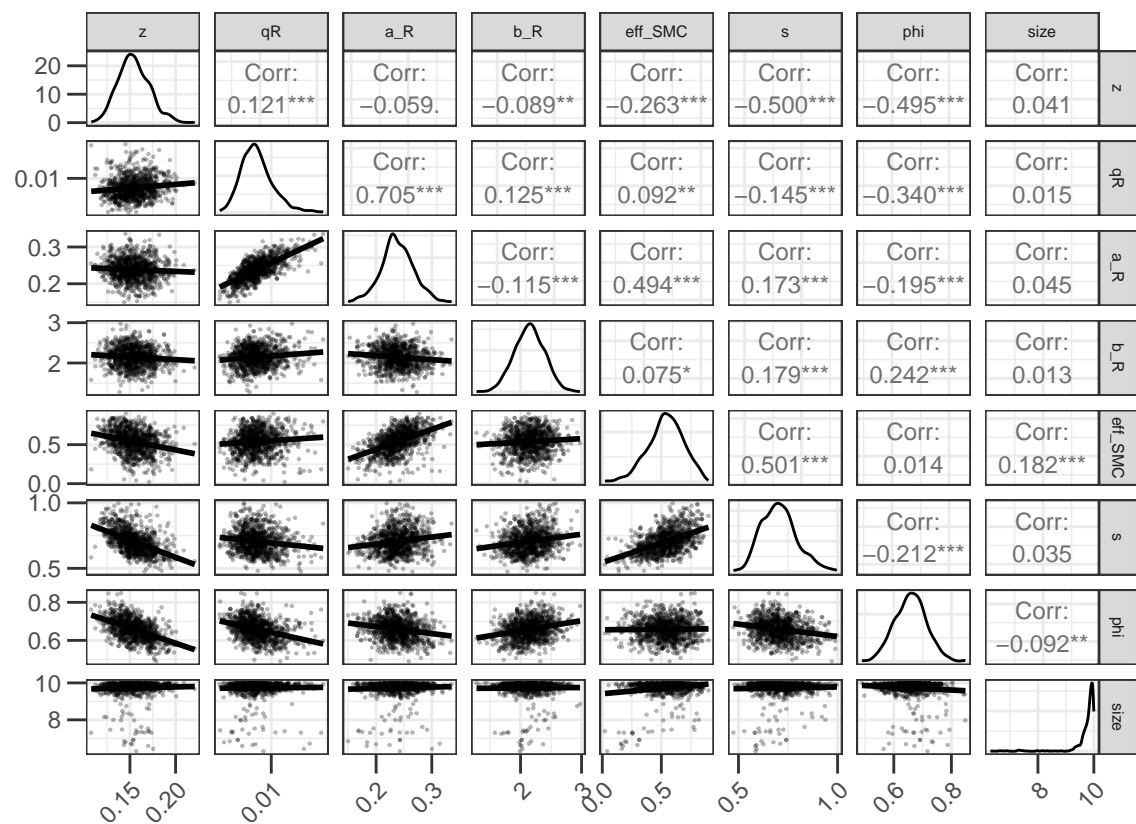 z qR a_R b_R eff_SMC s phi size
Corr: Corr: Corr: Corr: Corr: Corr: Corr:
0.121*** −0.059. −0.089** −0.263*** −0.500*** −0.495*** 0.041
20
10
0
z
Corr: Corr: Corr: Corr: Corr: Corr:
0.705*** 0.125*** 0.092** −0.145*** −0.340*** 0.015
0.01
qR
Corr: Corr: Corr: Corr: Corr:
−0.115*** 0.494*** 0.173*** −0.195*** 0.045
0.3
0.2
a_R
Corr: Corr: Corr: Corr:
0.075* 0.179*** 0.242*** 0.013
3
2
b_R
Corr: Corr: Corr:
0.501*** 0.014 0.182***
0.5
0.0
eff_SMC
Corr: Corr:
−0.212*** 0.035
1.0
0.5
s
Corr:
−0.092**
0.8
0.6
phi
10
8
size
0.15 0.20 0.01 0.2 0.3 2 3 0.0 0.5 0.5 1.0 0.6 0.8 8 10